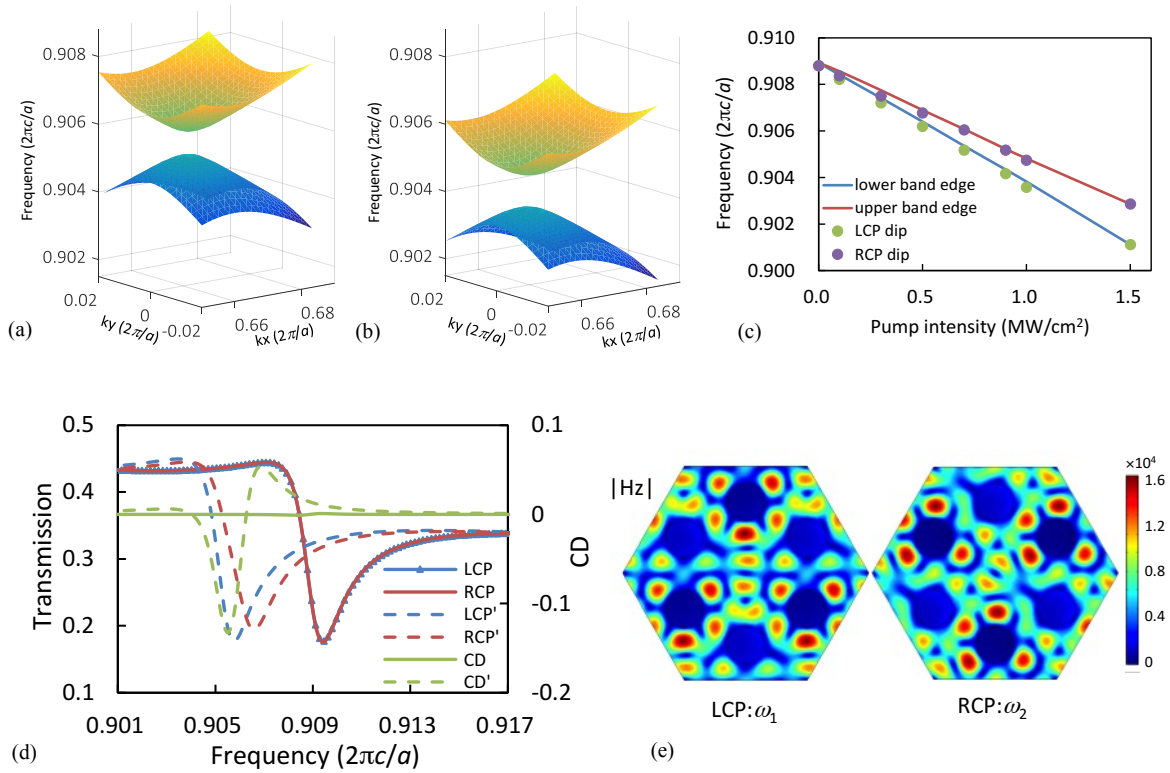 0.908
0.906
0.904
0.902
Frequency (2πc/a)
0.02
0
-0.02
ky (2π/a)
0.66
0.68
kx (2π/a)
(a)
0.908
0.906
0.904
0.902
Frequency (2πc/a)
0.02
0
-0.02
ky (2π/a)
0.66
0.68
kx (2π/a)
(b)
0.910
0.908
0.906
0.904
0.902
0.900
Frequency (2πc/a)
lower band edge
upper band edge
LCP dip
RCP dip
0.0 0.5 1.0 1.5
Pump intensity (MW/cm²)
(c)
0.5
0.4
0.3
0.2
0.1
Transmission
0.1
0
-0.1
-0.2
CD
LCP
RCP
LCP'
RCP'
CD
CD'
0.901 0.905 0.909 0.913 0.917
Frequency (2πc/a)
(d)
|Hz|
LCP:ω₁
RCP:ω₂
×10⁴
1.6
1.2
0.8
0.4
0
(e)